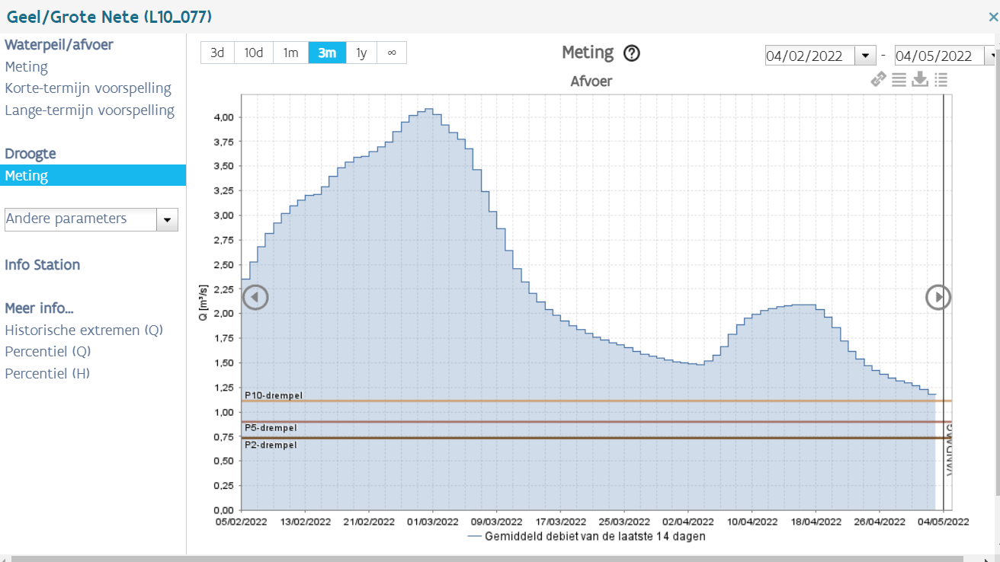 Geel/Grote Nete (L10_077)
×
Waterpeil/afvoer
Meting
Korte-termijn voorspelling
Lange-termijn voorspelling
Droogte
Meting
Andere parameters
Info Station
Meer info...
Historische extremen (Q)
Percentiel (Q)
Percentiel (H)
3d 10d 1m 3m 1y ∞
Meting ?
04/02/2022 - 04/05/2022
Afvoer
Q [m³/s]
4,00
3,75
3,50
3,25
3,00
2,75
2,50
2,25
2,00
1,75
1,50
1,25
1,00
0,75
0,50
0,25
0,00
P10-drempel
P5-drempel
P2-drempel
VANDAAG
05/02/2022 13/02/2022 21/02/2022 01/03/2022 09/03/2022 17/03/2022 25/03/2022 02/04/2022 10/04/2022 18/04/2022 26/04/2022 04/05/2022
Gemiddeld debiet van de laatste 14 dagen